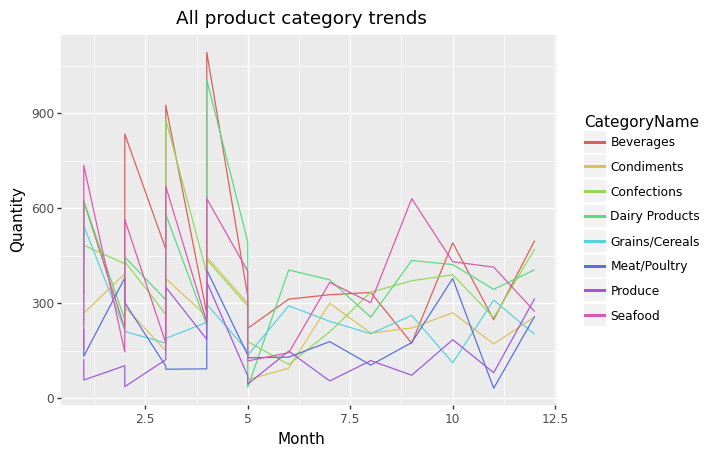 All product category trends
Quantity
900
600
300
0
2.5
5
7.5
10
12.5
Month
CategoryName
Beverages
Condiments
Confections
Dairy Products
Grains/Cereals
Meat/Poultry
Produce
Seafood